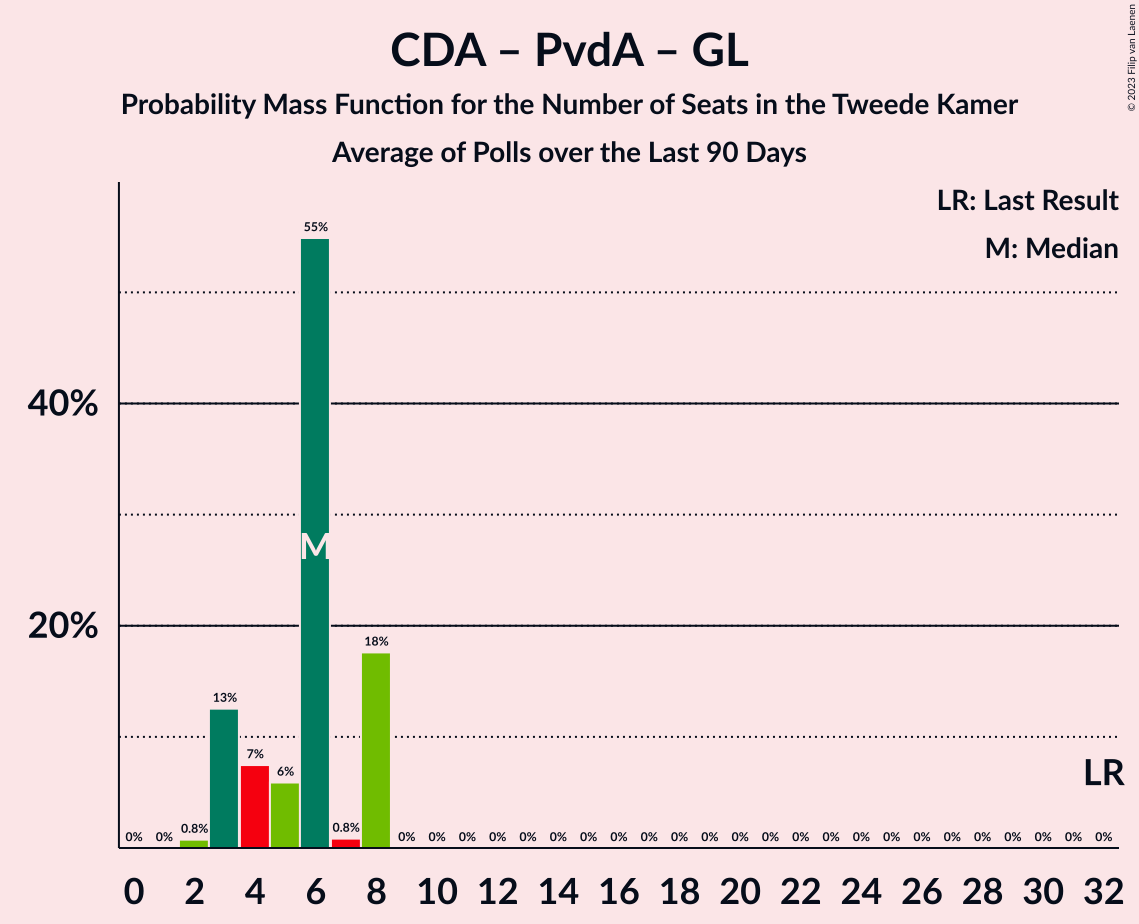 CDA – PvdA – GL
Probability Mass Function for the Number of Seats in the Tweede Kamer
Average of Polls over the Last 90 Days
© 2023 Filip van Laenen
LR: Last Result
M: Median
55%
40%
M
20%
18%
13%
7%
6%
LR
0% 0% 0.8% 0.8% 0% 0% 0% 0% 0% 0% 0% 0% 0% 0% 0% 0% 0% 0% 0% 0% 0% 0% 0% 0% 0% 0% 0% 0%
0 2 4 6 8 10 12 14 16 18 20 22 24 26 28 30 32